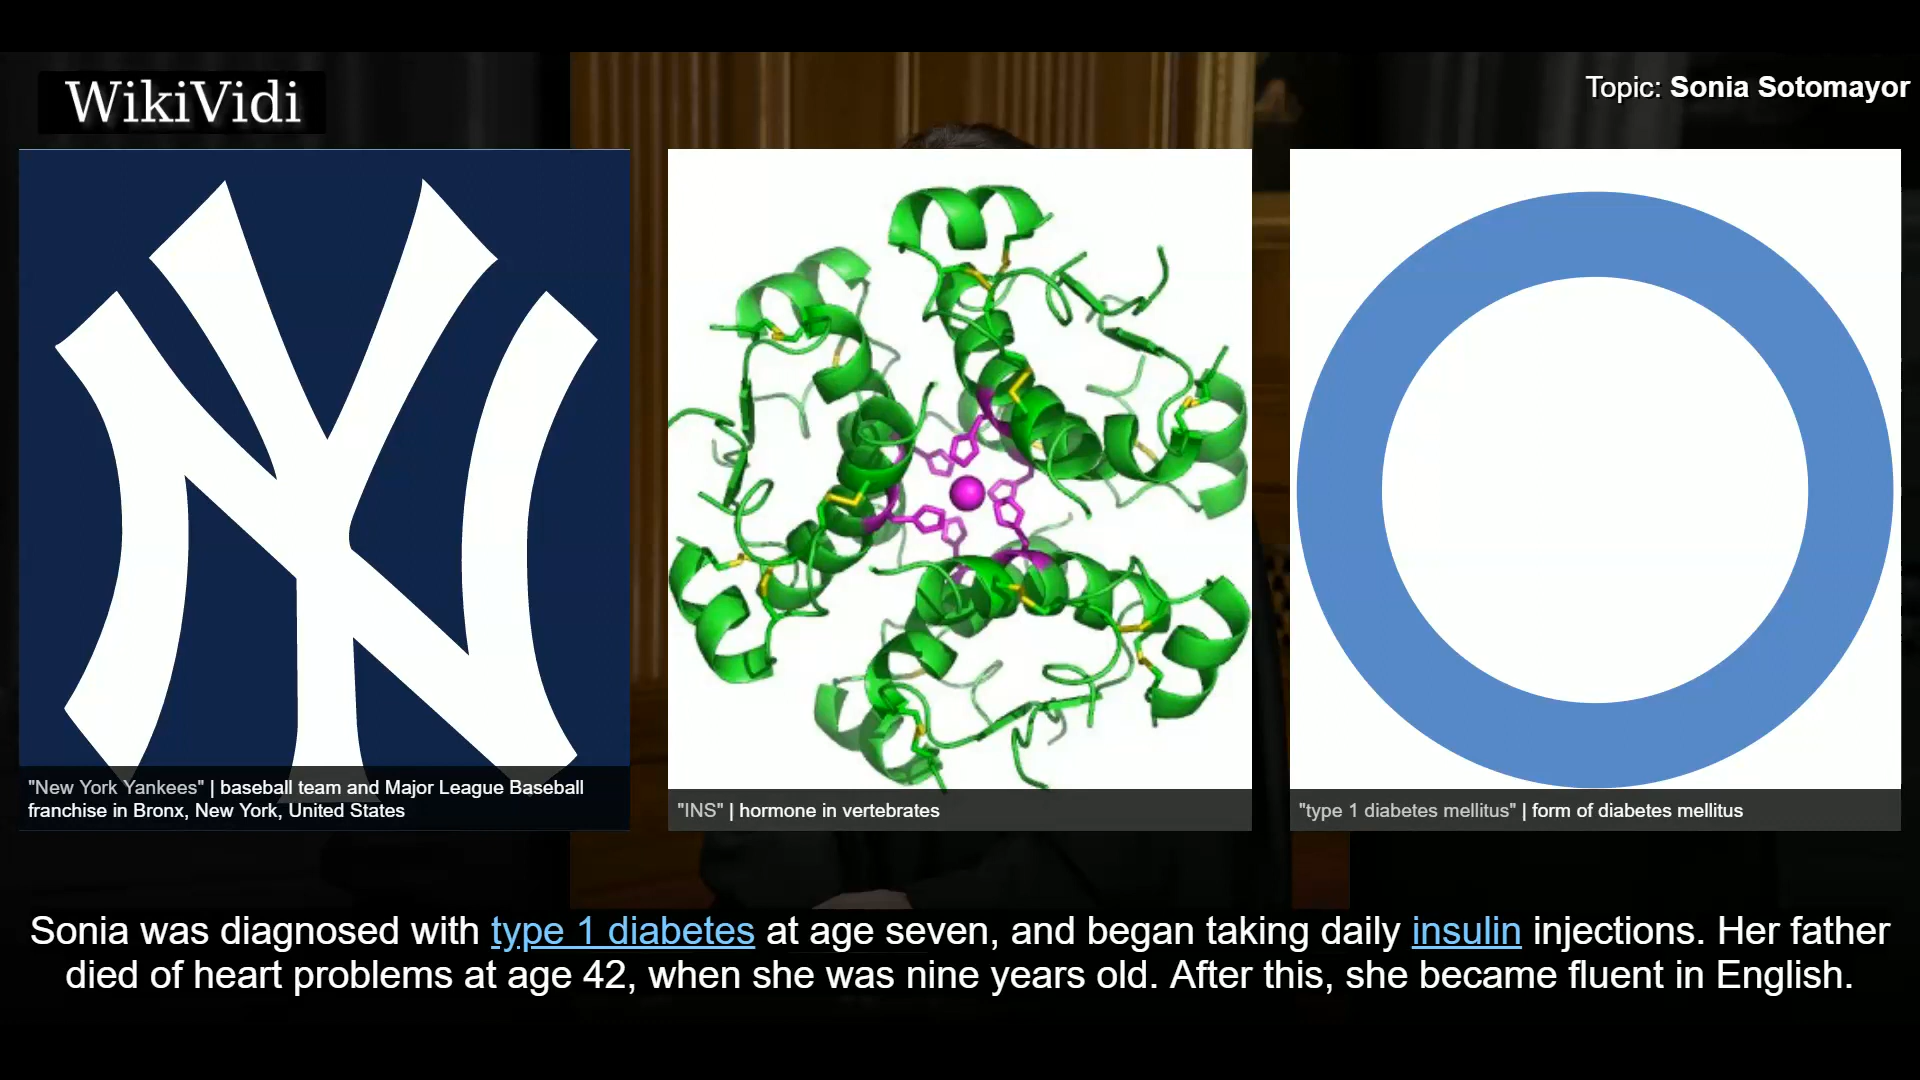 WikiVidi
Topic: Sonia Sotomayor
"New York Yankees" | baseball team and Major League Baseball
franchise in Bronx, New York, United States
"INS" | hormone in vertebrates
"type 1 diabetes mellitus" | form of diabetes mellitus
Sonia was diagnosed with type 1 diabetes at age seven, and began taking daily insulin injections. Her father
died of heart problems at age 42, when she was nine years old. After this, she became fluent in English.